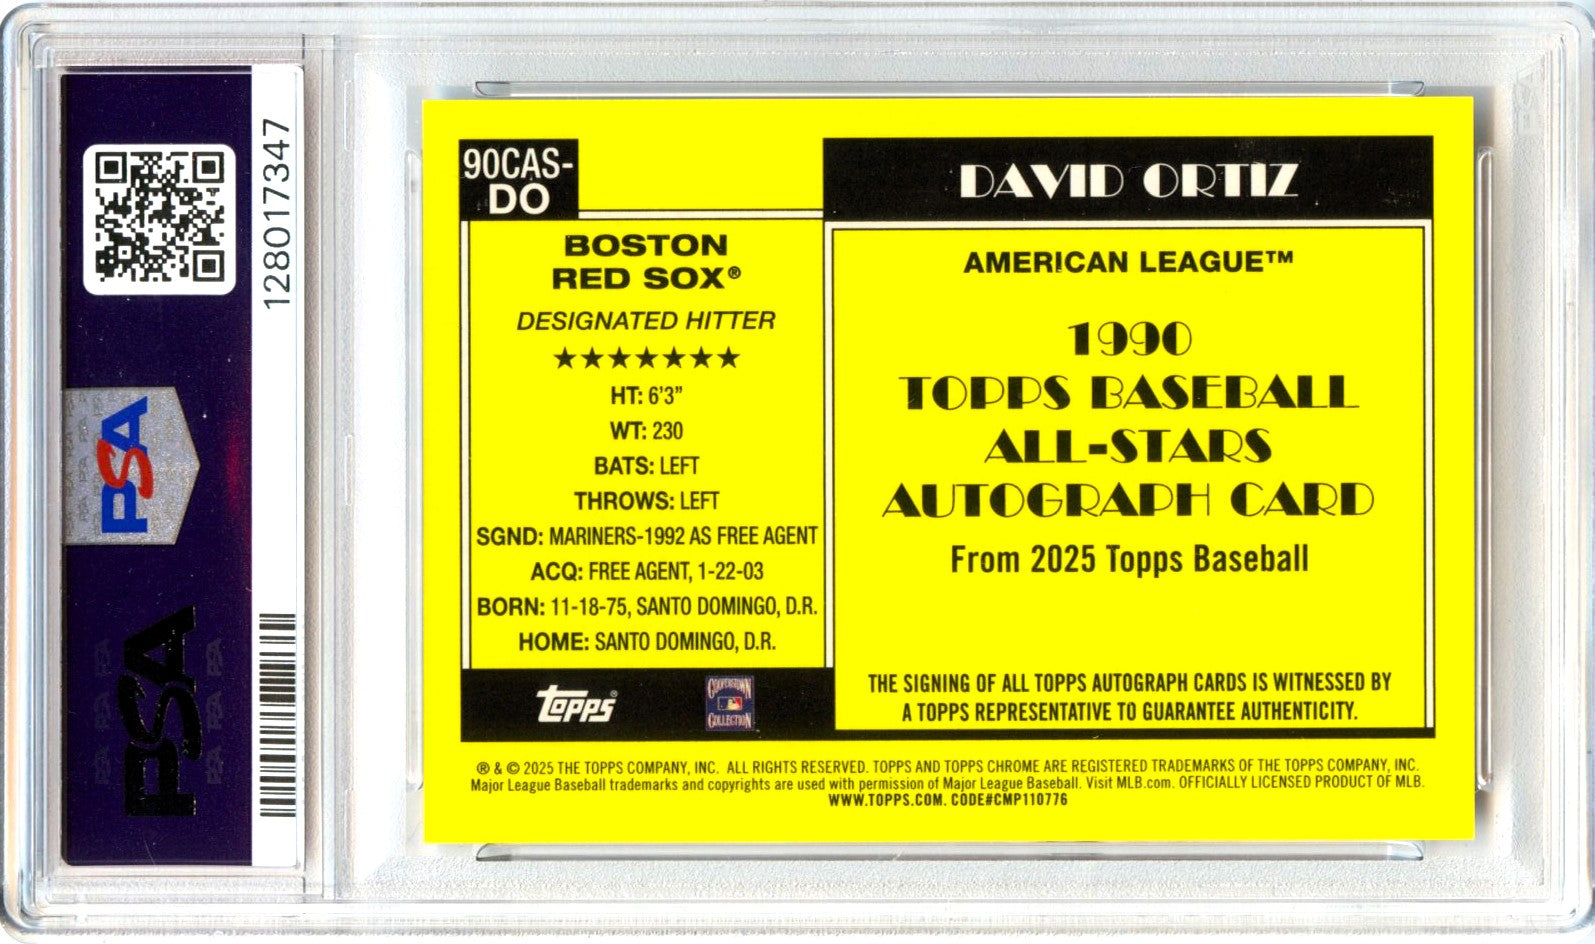 128017347
PSA
PSA
90CAS-
DO
DAVID ORTIZ
BOSTON
RED SOX®
DESIGNATED HITTER
★★★★★★★
HT: 6'3"
WT: 230
BATS: LEFT
THROWS: LEFT
SGND: MARINERS-1992 AS FREE AGENT
ACQ: FREE AGENT, 1-22-03
BORN: 11-18-75, SANTO DOMINGO, D.R.
HOME: SANTO DOMINGO, D.R.
Topps®
COOPERSTOWN
COLLECTION
AMERICAN LEAGUE™
1990
TOPPS BASEBALL
ALL-STARS
AUTOGRAPH CARD
From 2025 Topps Baseball
THE SIGNING OF ALL TOPPS AUTOGRAPH CARDS IS WITNESSED BY
A TOPPS REPRESENTATIVE TO GUARANTEE AUTHENTICITY.
® & © 2025 THE TOPPS COMPANY, INC. ALL RIGHTS RESERVED. TOPPS AND TOPPS CHROME ARE REGISTERED TRADEMARKS OF THE TOPPS COMPANY, INC.
Major League Baseball trademarks and copyrights are used with permission of Major League Baseball. Visit MLB.com. OFFICIALLY LICENSED PRODUCT OF MLB.
WWW.TOPPS.COM. CODE#CMP110776